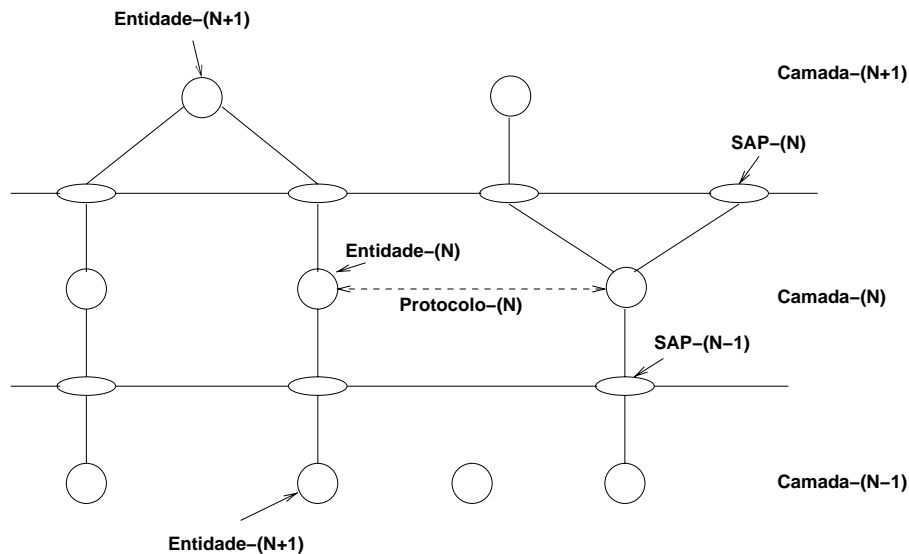 Entidade–(N+1)
Camada–(N+1)
SAP–(N)
Entidade–(N)
Protocolo–(N)
Camada–(N)
SAP–(N–1)
Camada–(N–1)
Entidade–(N+1)